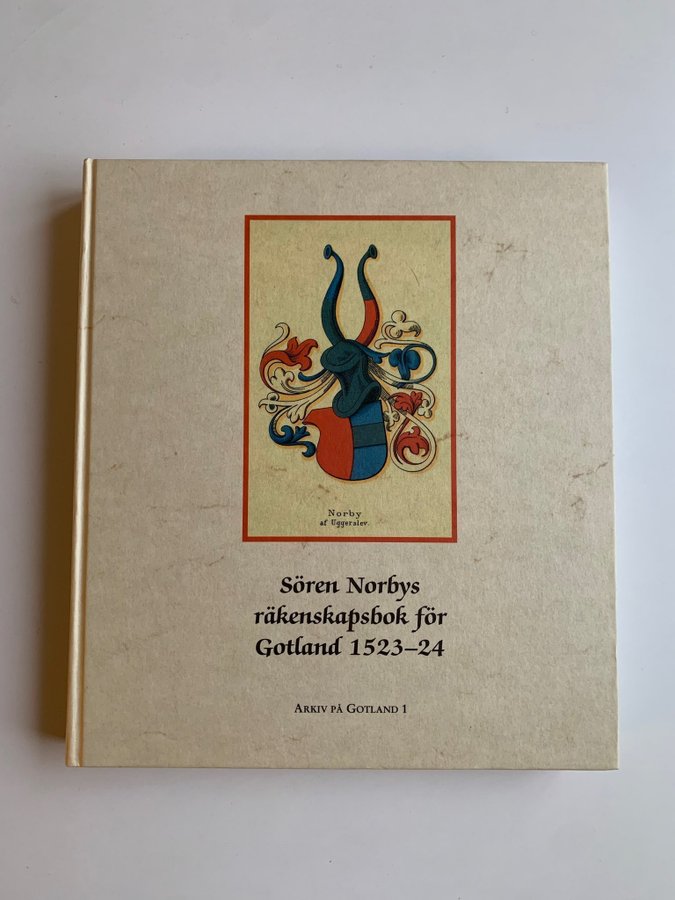 Norby
af Uggerslev.
Sören Norbys
räkenskapsbok för
Gotland 1523–24
ARKIV PÅ GOTLAND 1